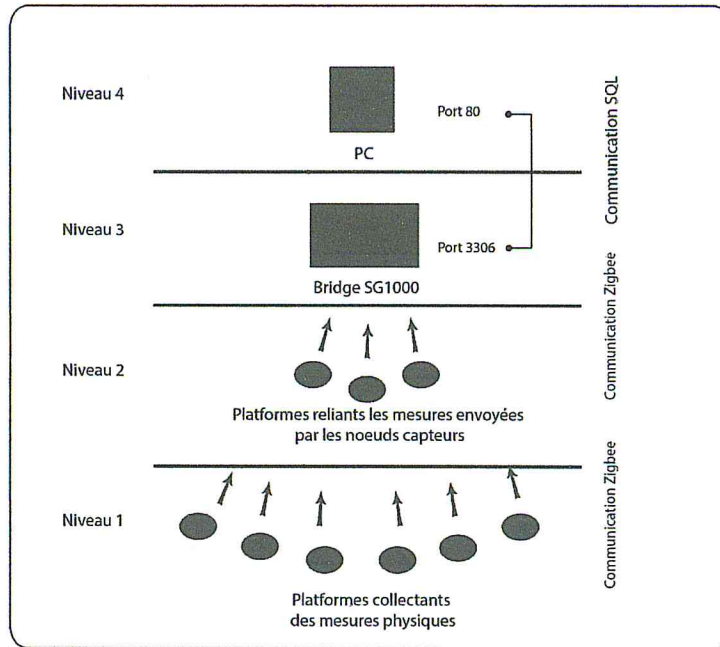 Niveau 4
Port 80
PC
Communication SQL
Niveau 3
Port 3306
Bridge SG1000
Communication Zigbee
Niveau 2
Platformes reliants les mesures envoyées
par les noeuds capteurs
Niveau 1
Communication Zigbee
Platformes collectants
des mesures physiques